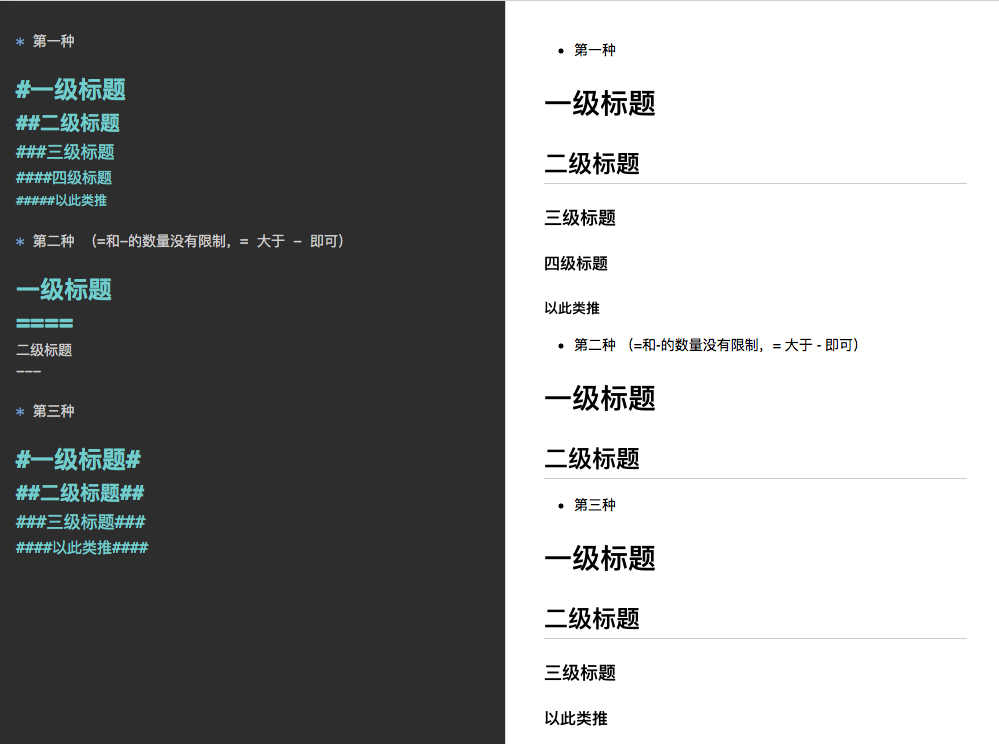 * 第一种
#一级标题
##二级标题
###三级标题
####四级标题
#####以此类推
* 第二种 （=和-的数量没有限制，= 大于 - 即可）
一级标题
====
二级标题
---
* 第三种
#一级标题#
##二级标题##
###三级标题###
####以此类推####
• 第一种
一级标题
二级标题
三级标题
四级标题
以此类推
• 第二种 （=和-的数量没有限制，= 大于 - 即可）
一级标题
二级标题
• 第三种
一级标题
二级标题
三级标题
以此类推